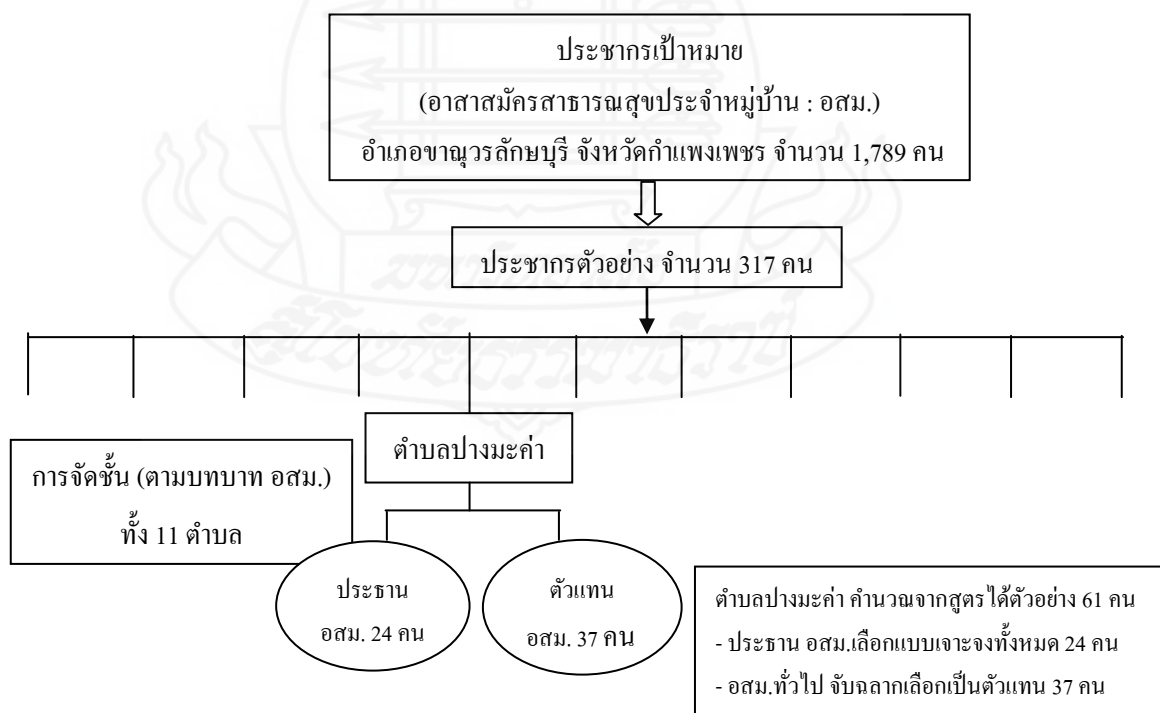 ประชากรเป้าหมาย
(อาสาสมัครสาธารณสุขประจำหมู่บ้าน : อสม.)
อำเภอขาณุวรลักษบุรี จังหวัดกำแพงเพชร จำนวน 1,789 คน
ประชากรตัวอย่าง จำนวน 317 คน
ตำบลปางมะค่า
การจัดชั้น (ตามบทบาท อสม.)
ทั้ง 11 ตำบล
ประธาน
อสม. 24 คน
ตัวแทน
อสม. 37 คน
ตำบลปางมะค่า คำนวณจากสูตรได้ตัวอย่าง 61 คน
- ประธาน อสม.เลือกแบบเจาะจงทั้งหมด 24 คน
- อสม.ทั่วไป จับฉลากเลือกเป็นตัวแทน 37 คน